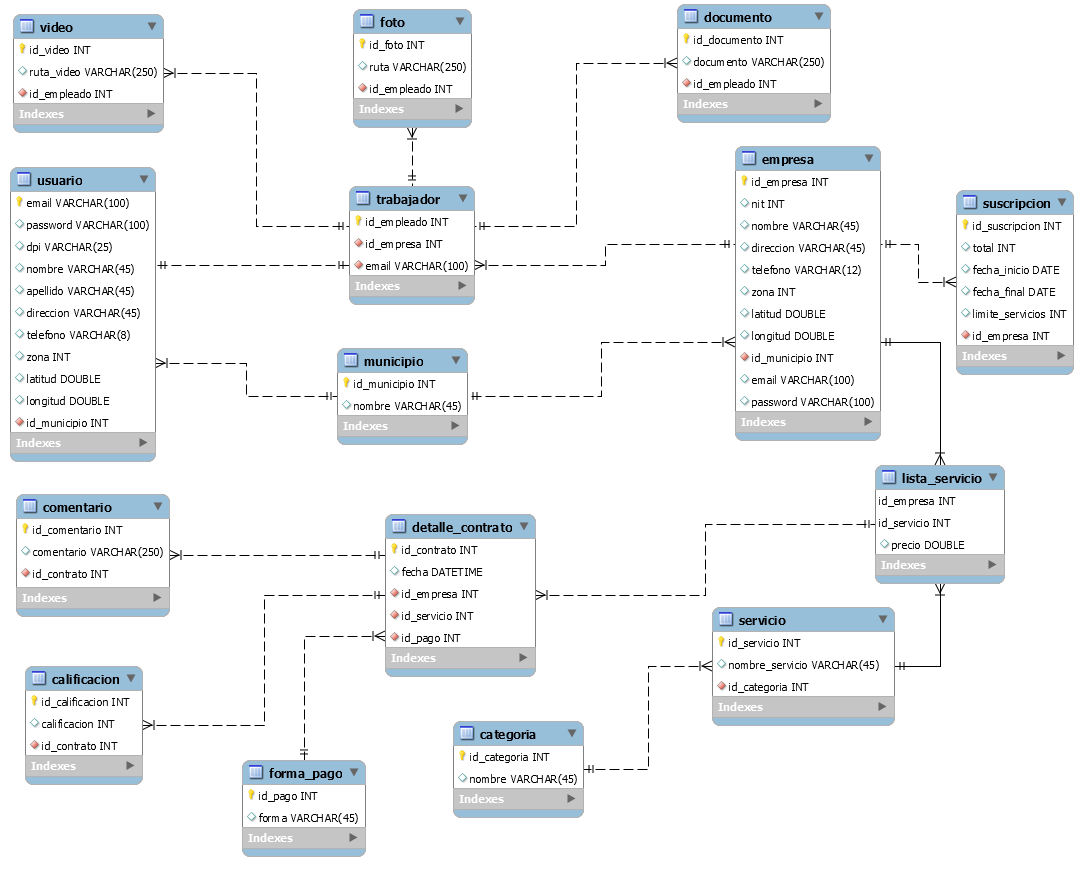 video
id_video INT
ruta_video VARCHAR(250)
id_empleado INT
Indexes
foto
id_foto INT
ruta VARCHAR(250)
id_empleado INT
Indexes
documento
id_documento INT
documento VARCHAR(250)
id_empleado INT
Indexes
usuario
email VARCHAR(100)
password VARCHAR(100)
dpi VARCHAR(25)
nombre VARCHAR(45)
apellido VARCHAR(45)
direccion VARCHAR(45)
telefono VARCHAR(8)
zona INT
latitud DOUBLE
longitud DOUBLE
id_municipio INT
Indexes
trabajador
id_empleado INT
id_empresa INT
email VARCHAR(100)
Indexes
empresa
id_empresa INT
nit INT
nombre VARCHAR(45)
direccion VARCHAR(45)
telefono VARCHAR(12)
zona INT
latitud DOUBLE
longitud DOUBLE
id_municipio INT
email VARCHAR(100)
password VARCHAR(100)
Indexes
suscripcion
id_suscripcion INT
total INT
fecha_inicio DATE
fecha_final DATE
limite_servicios INT
id_empresa INT
Indexes
municipio
id_municipio INT
nombre VARCHAR(45)
Indexes
lista_servicio
id_empresa INT
id_servicio INT
precio DOUBLE
Indexes
comentario
id_comentario INT
comentario VARCHAR(250)
id_contrato INT
Indexes
detalle_contrato
id_contrato INT
fecha DATETIME
id_empresa INT
id_servicio INT
id_pago INT
Indexes
servicio
id_servicio INT
nombre_servicio VARCHAR(45)
id_categoria INT
Indexes
calificacion
id_calificacion INT
calificacion INT
id_contrato INT
Indexes
categoria
id_categoria INT
nombre VARCHAR(45)
Indexes
forma_pago
id_pago INT
forma VARCHAR(45)
Indexes